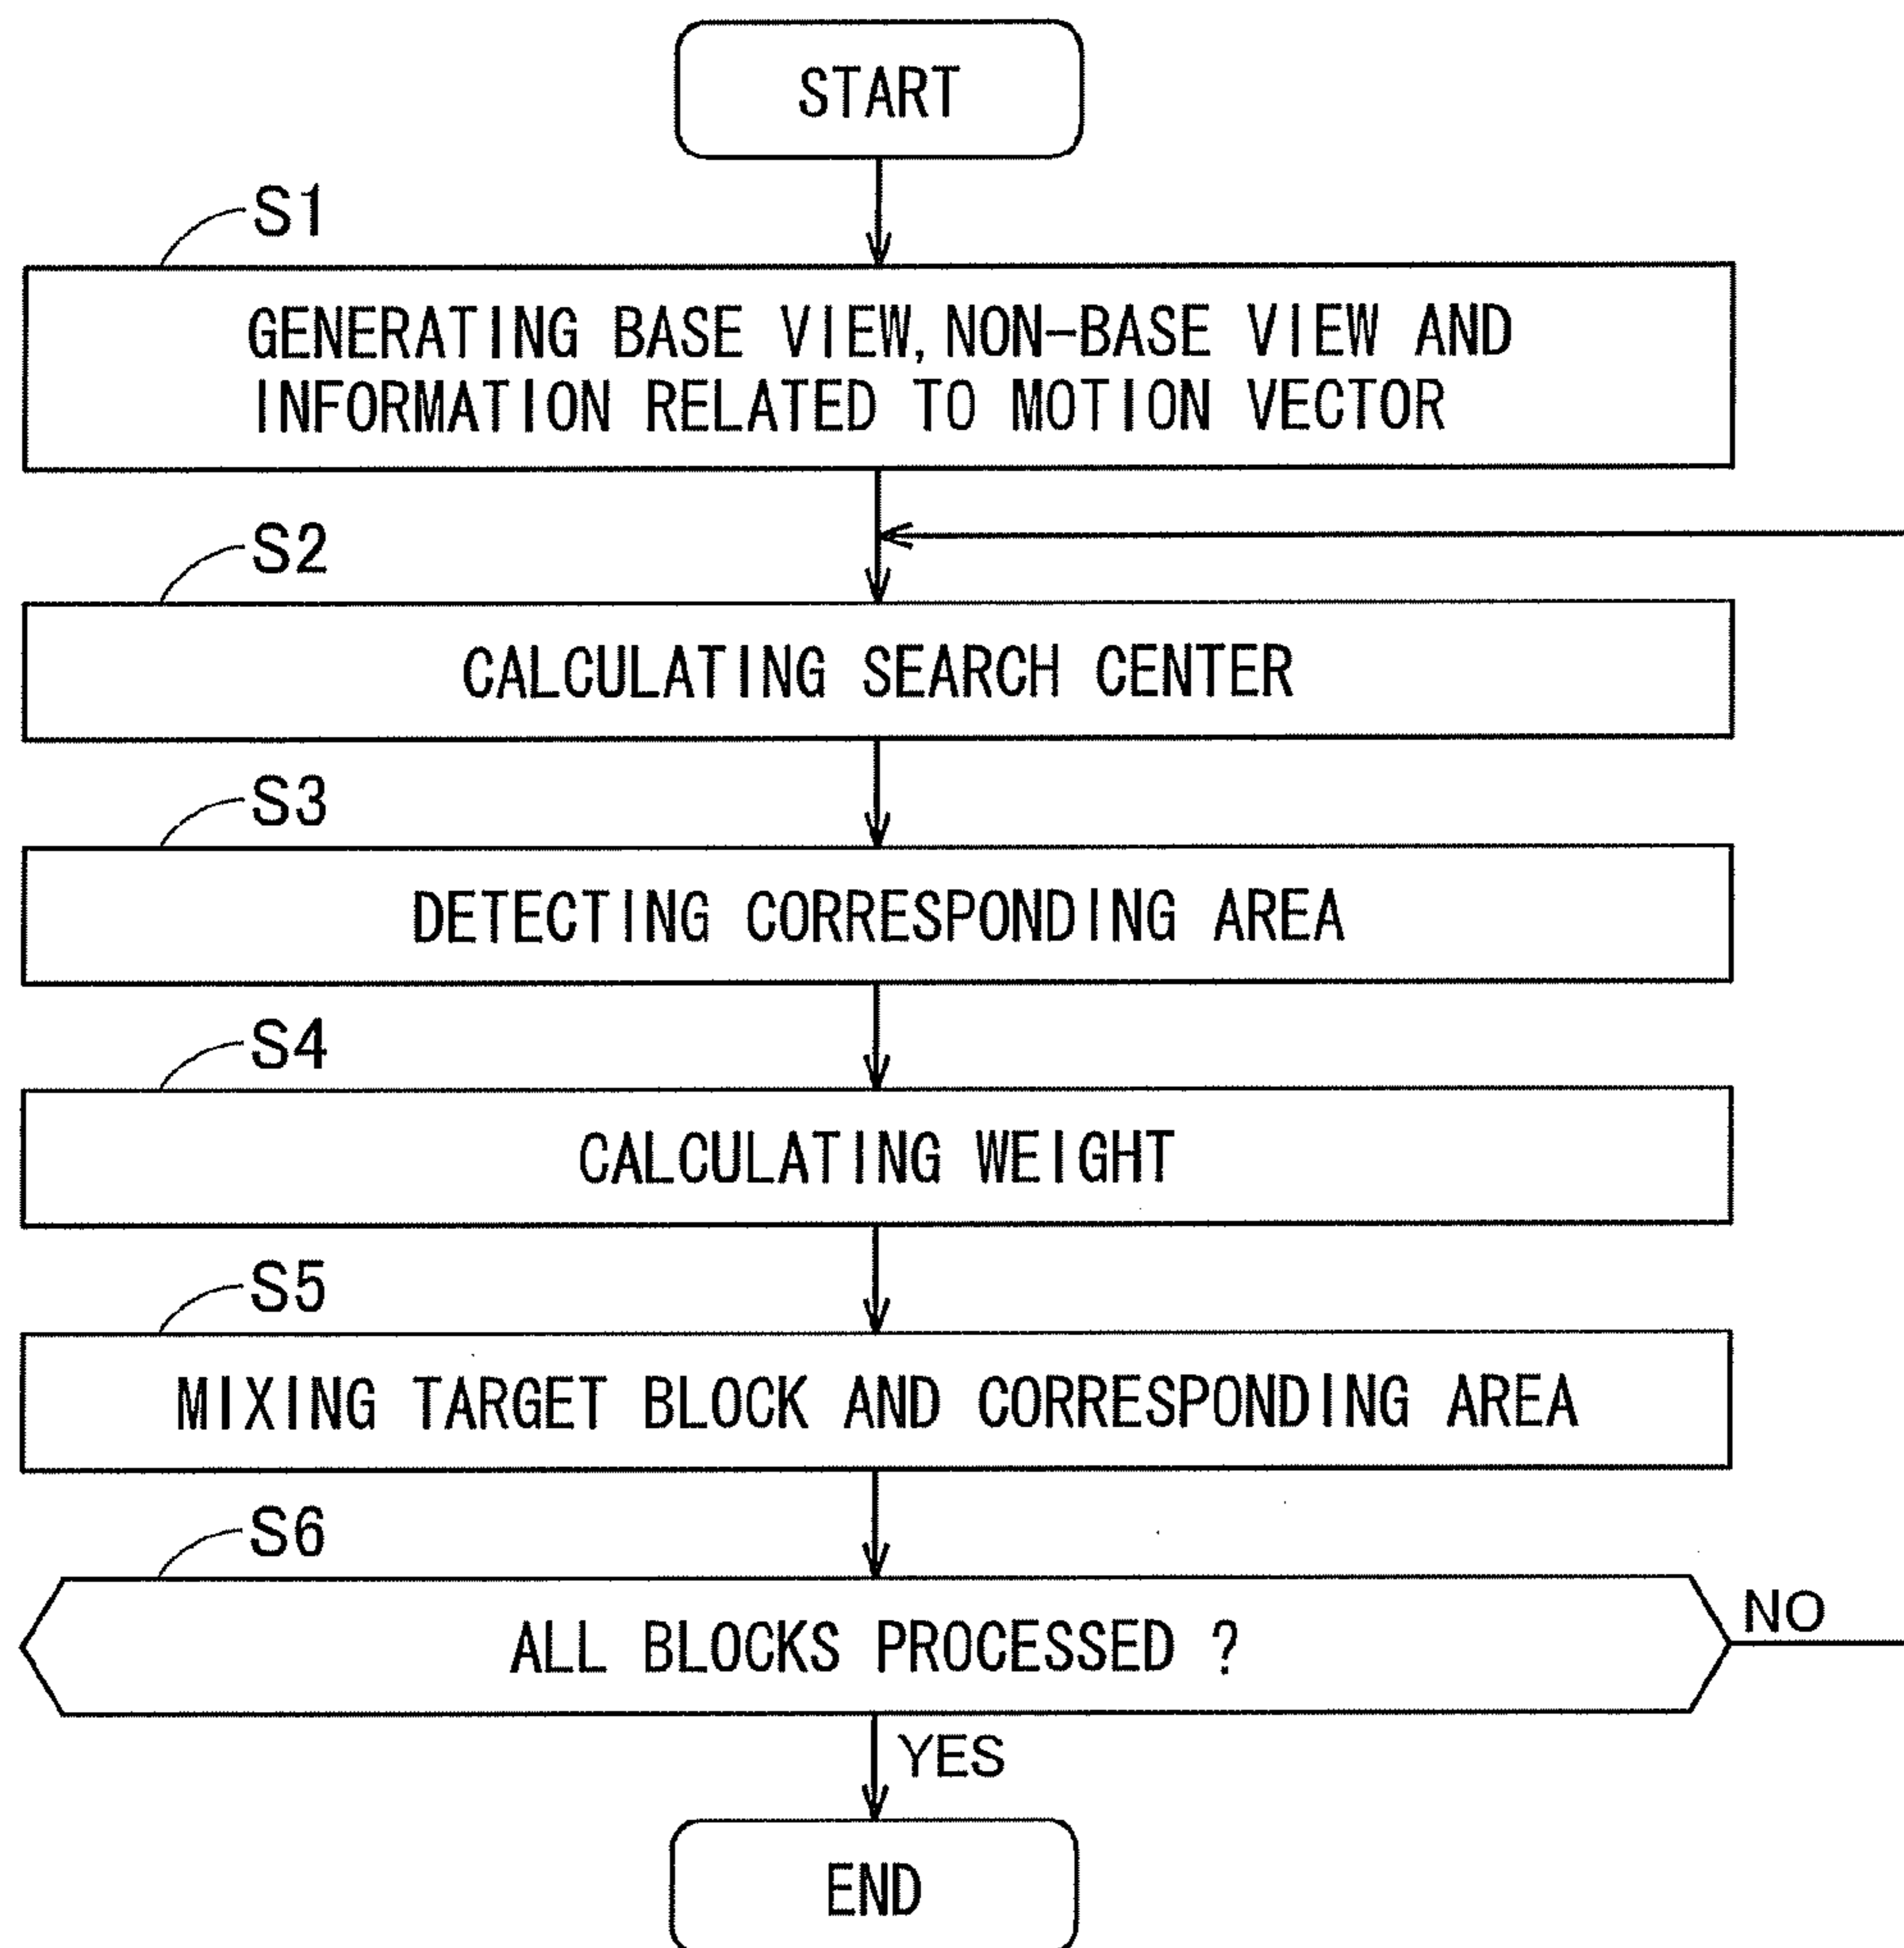 START
S1
GENERATING BASE VIEW, NON-BASE VIEW AND
INFORMATION RELATED TO MOTION VECTOR
S2
CALCULATING SEARCH CENTER
S3
DETECTING CORRESPONDING AREA
S4
CALCULATING WEIGHT
S5
MIXING TARGET BLOCK AND CORRESPONDING AREA
S6
ALL BLOCKS PROCESSED ?
NO
YES
END